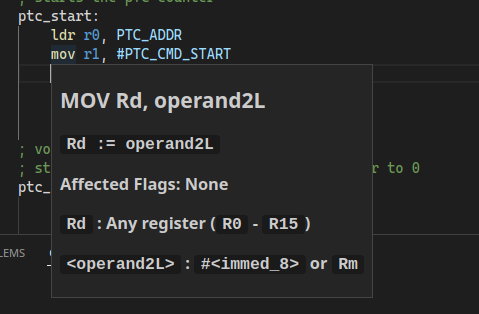 ; starts the ptc counter
ptc_start:
ldr r0, PTC_ADDR
mov r1, #PTC_CMD_START
MOV Rd, operand2L
Rd := operand2L
Affected Flags: None
Rd : Any register ( R0 - R15 )
<operand2L> : #<immed_8> or Rm
; vo
; st r to 0
ptc_
LEMS